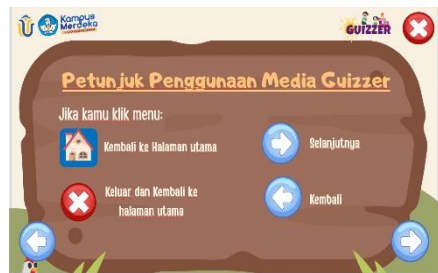 Kampus
Merdeka
GUIZZER
Petunjuk Penggunaan Media Guizzer
Jika kamu klik menu:
Kembali ke Halaman utama
Selanjutnya
Keluar dan Kembali ke
halaman utama
Kembali